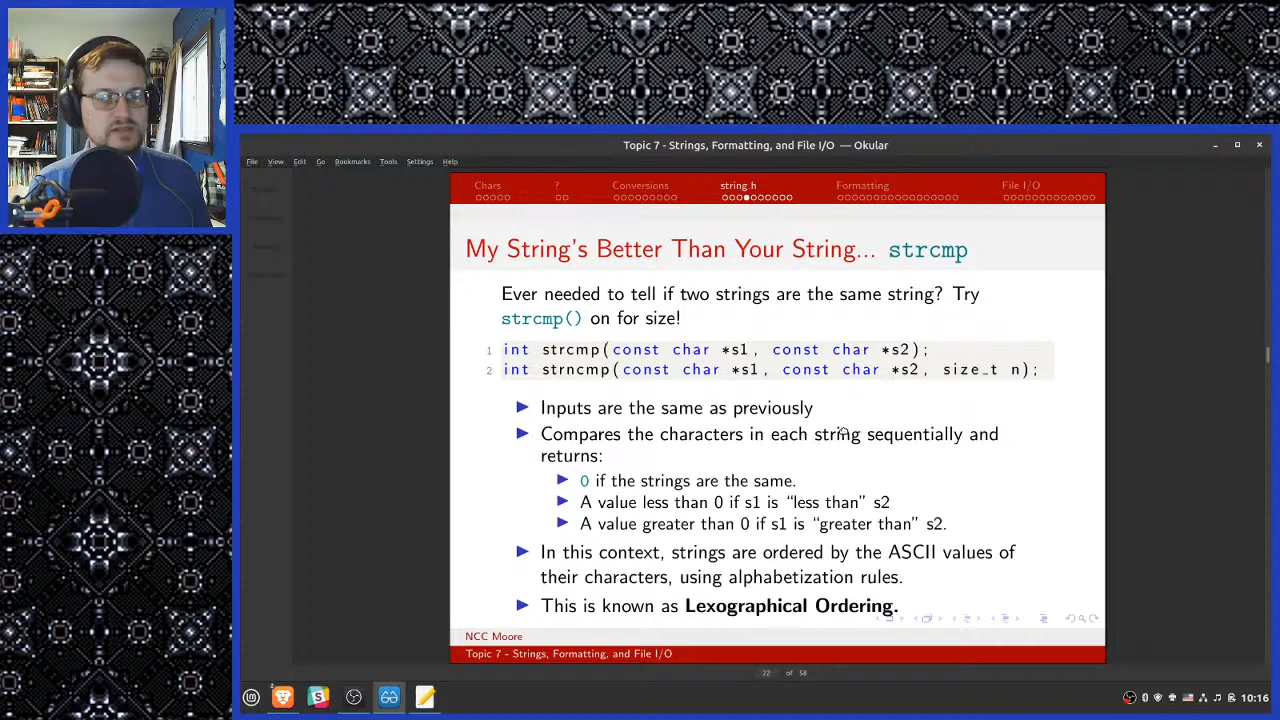 Topic 7 - Strings, Formatting, and File I/O — Okular
File View Edit Go Bookmarks Tools Settings Help
Chars ? Conversions string.h Formatting File I/O
My String's Better Than Your String... strcmp
Ever needed to tell if two strings are the same string? Try
strcmp() on for size!
1 int strcmp(const char *s1, const char *s2);
2 int strncmp(const char *s1, const char *s2, size_t n);
Inputs are the same as previously
Compares the characters in each string sequentially and
returns:
0 if the strings are the same.
A value less than 0 if s1 is “less than” s2
A value greater than 0 if s1 is “greater than” s2.
In this context, strings are ordered by the ASCII values of
their characters, using alphabetization rules.
This is known as Lexographical Ordering.
NCC Moore
Topic 7 - Strings, Formatting, and File I/O
22 of 58
10:16